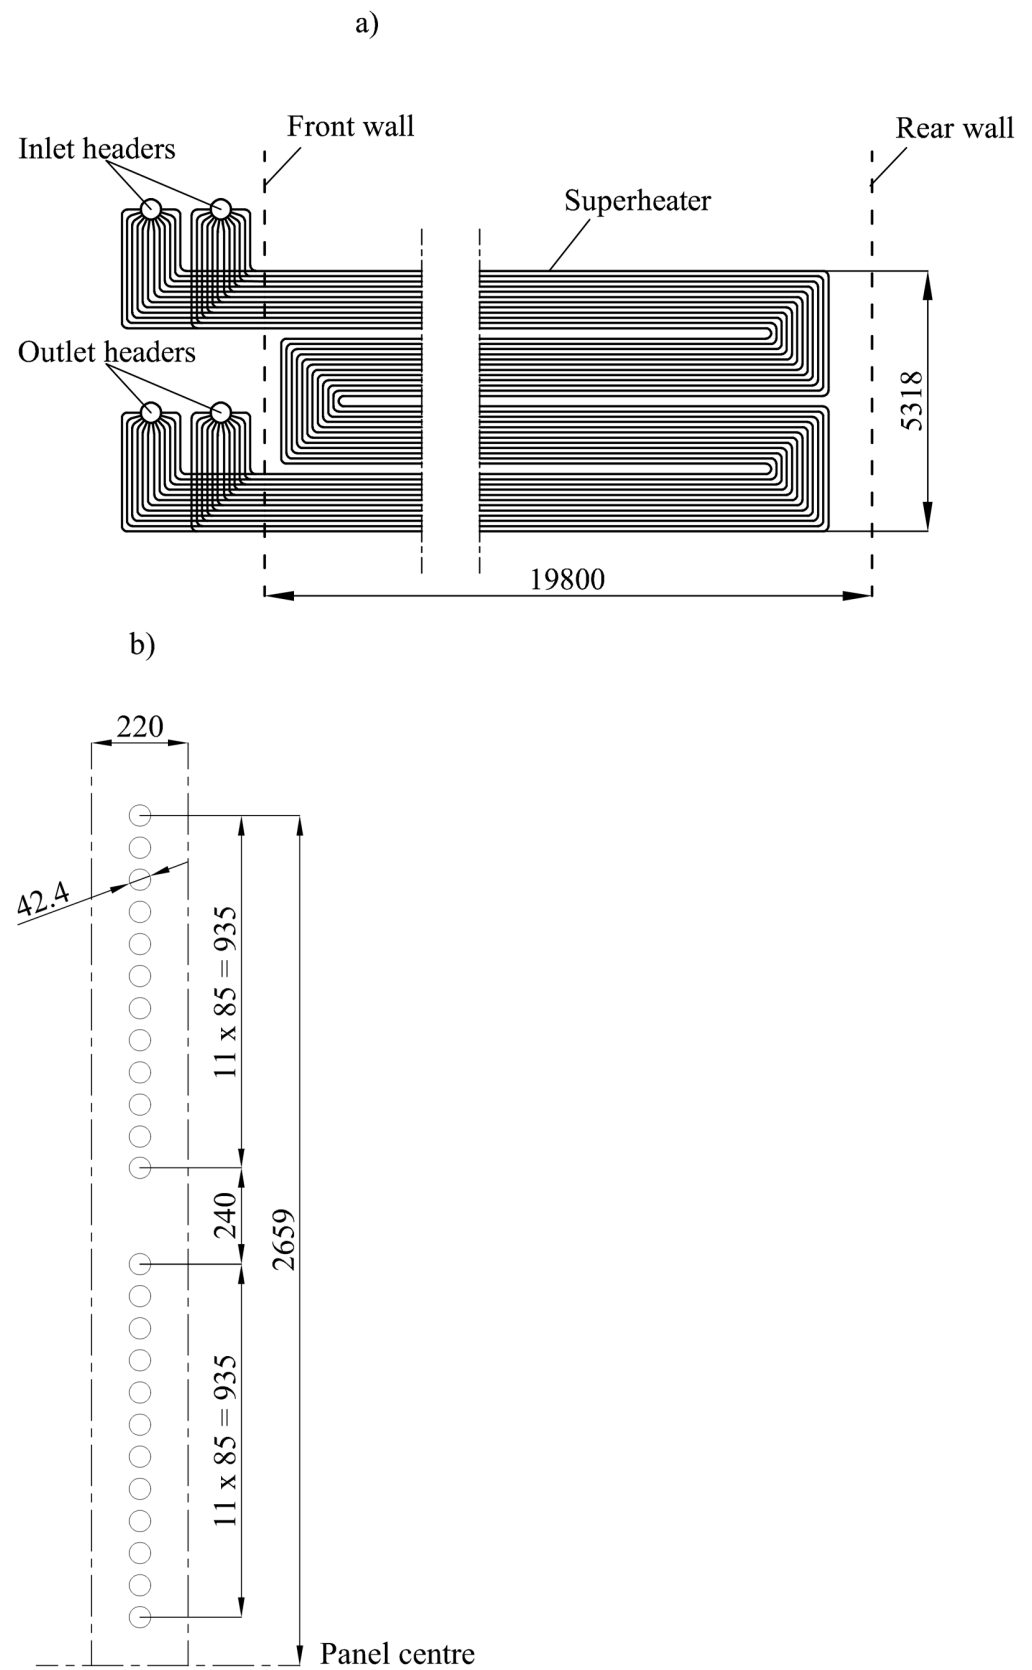 a)
Front wall
Rear wall
Inlet headers
Superheater
Outlet headers
5318
19800
b)
220
42.4
11 x 85 = 935
240
2659
11 x 85 = 935
Panel centre